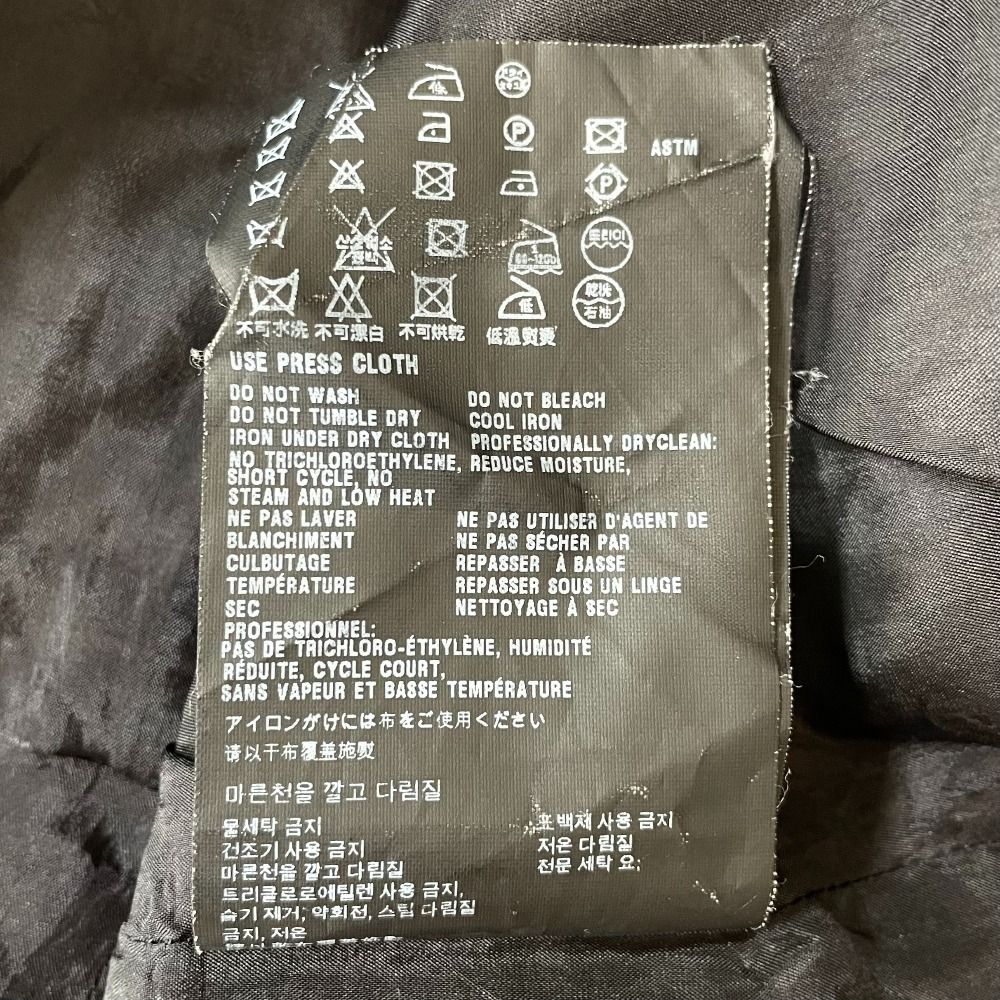 低
P
ASTM
P
드라이
低
乾洗
石油
不可水洗 不可漂白 不可烘乾 低溫熨燙
USE PRESS CLOTH
DO NOT WASH DO NOT BLEACH
DO NOT TUMBLE DRY COOL IRON
IRON UNDER DRY CLOTH PROFESSIONALLY DRYCLEAN:
NO TRICHLOROETHYLENE, REDUCE MOISTURE,
SHORT CYCLE, NO
STEAM AND LOW HEAT
NE PAS LAVER NE PAS UTILISER D'AGENT DE
BLANCHIMENT NE PAS SÉCHER PAR
CULBUTAGE REPASSER À BASSE
TEMPÉRATURE REPASSER SOUS UN LINGE
SEC NETTOYAGE À SEC
PROFESSIONNEL:
PAS DE TRICHLORO-ÉTHYLÈNE, HUMIDITÉ
RÉDUITE, CYCLE COURT,
SANS VAPEUR ET BASSE TEMPÉRATURE
アイロンがけには布をご使用ください
请以干布覆盖施熨
마른천을 깔고 다림질
물세탁 금지 표백제 사용 금지
건조기 사용 금지 저온 다림질
마른천을 깔고 다림질 전문 세탁 요:
트리클로로에틸렌 사용 금지,
습기 제거, 약회전, 스팀 다림질
금지, 저온